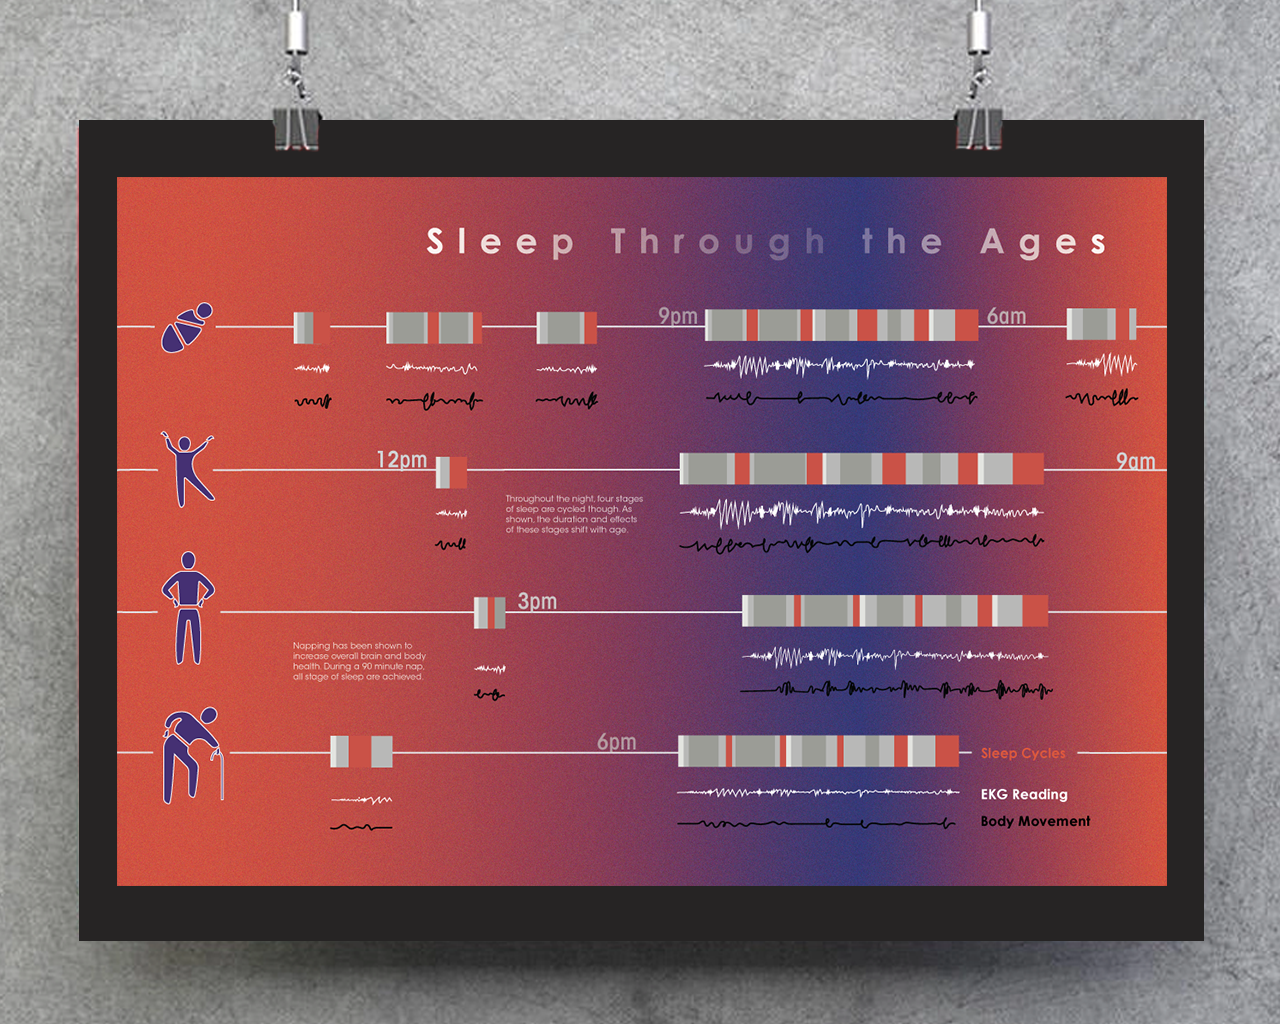 Sleep Through the Ages
9pm
6am
12pm
9am
Throughout the night, four stages
of sleep are cycled though. As
shown, the duration and effects
of these stages shift with age.
3pm
Napping has been shown to
increase overall brain and body
health. During a 90 minute nap,
all stage of sleep are achieved.
6pm
Sleep Cycles
EKG Reading
Body Movement